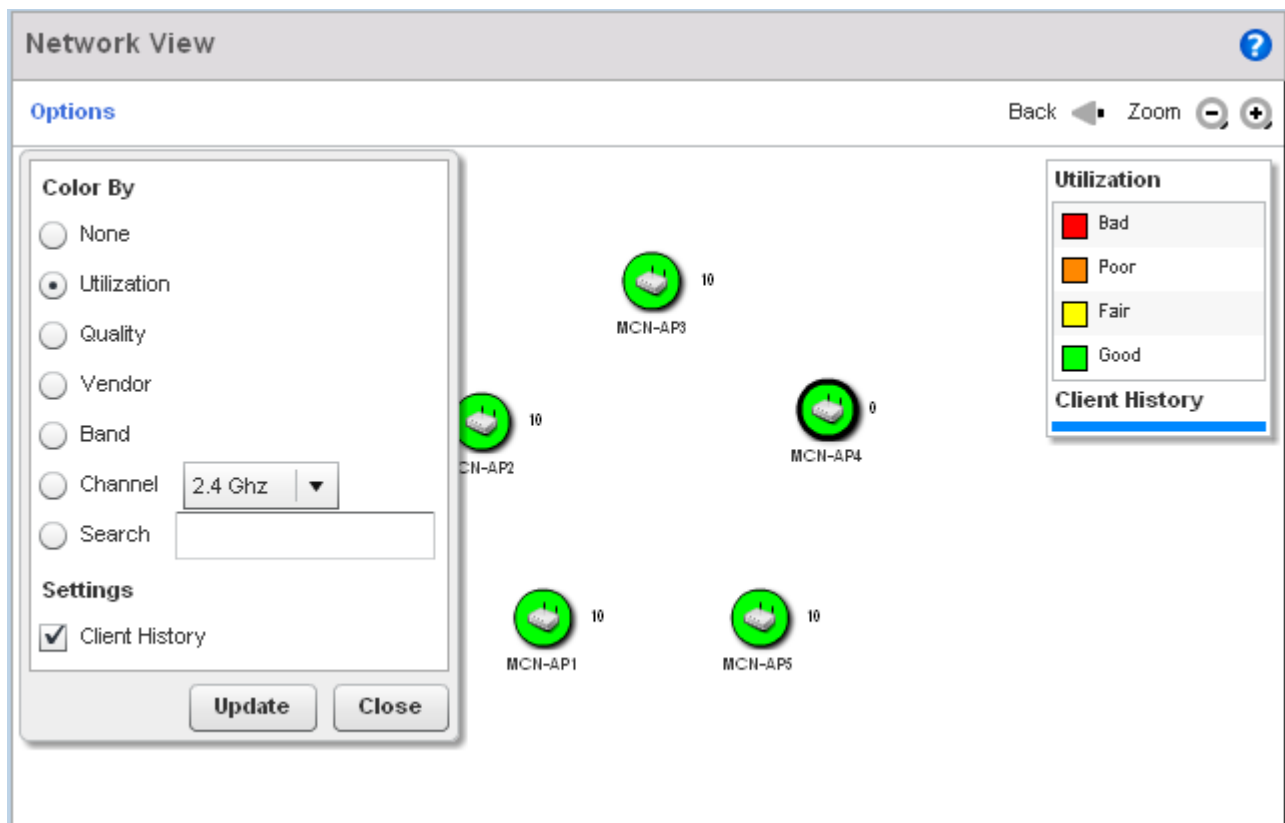 Network View
?
Options
Back Zoom
Color By
None
Utilization
Quality
Vendor
Band
Channel 2.4 Ghz
Search
Settings
Client History
Update Close
10
MCN-AP3
10
CN-AP2
0
MCN-AP4
10
MCN-AP1
10
MCN-AP5
Utilization
Bad
Poor
Fair
Good
Client History